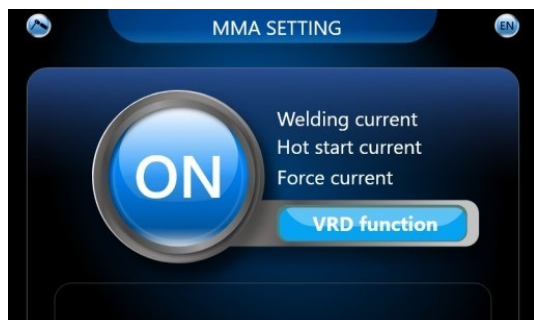 MMA SETTING
EN
ON
Welding current
Hot start current
Force current
VRD function